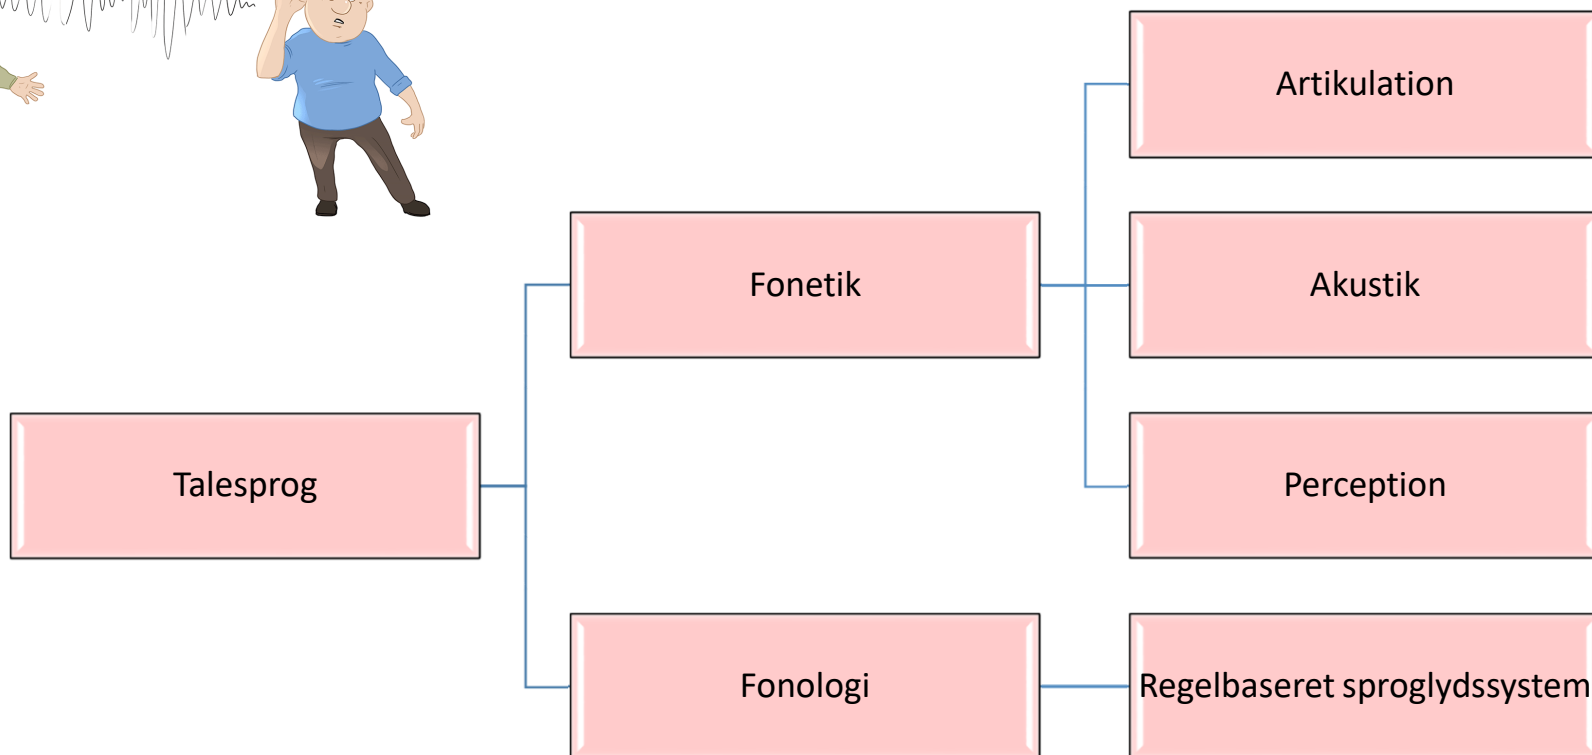 Artikulation
Fonetik
Akustik
Talesprog
Perception
Fonologi
Regelbaseret sproglydssystem